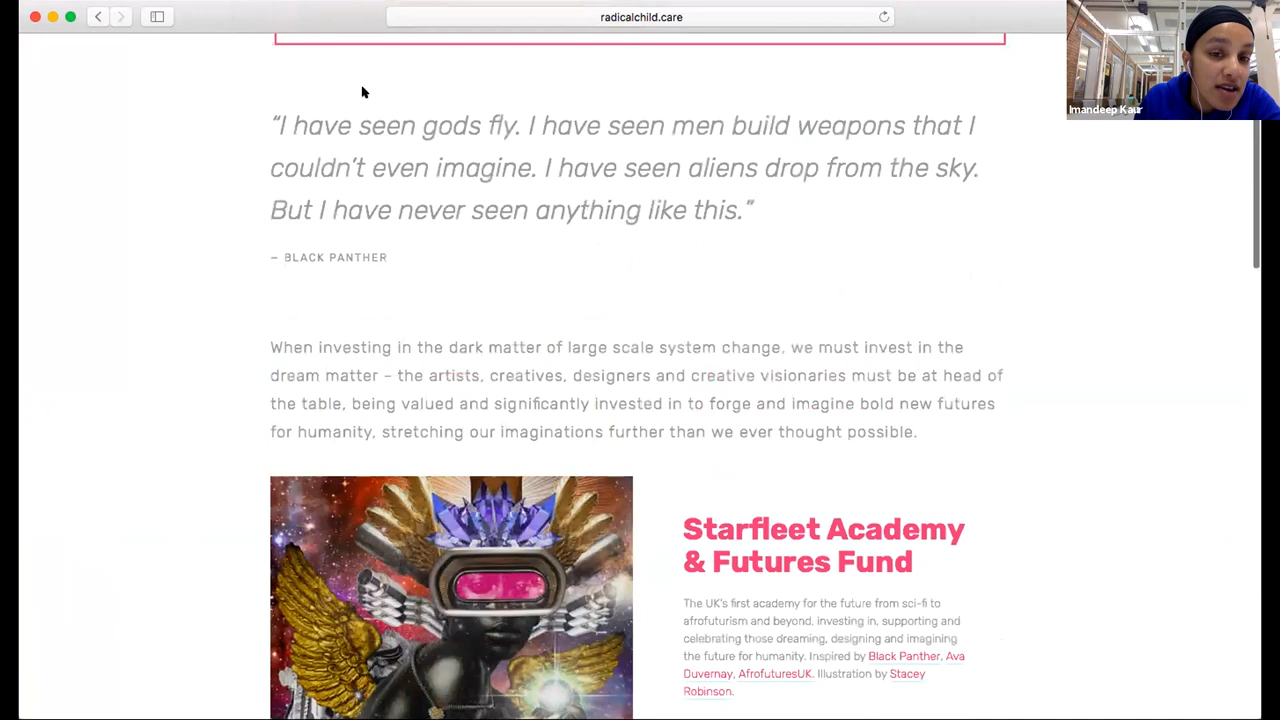 radicalchild.care
Imandeep Kaur
“I have seen gods fly. I have seen men build weapons that I
couldn’t even imagine. I have seen aliens drop from the sky.
But I have never seen anything like this.”
– BLACK PANTHER
When investing in the dark matter of large scale system change, we must invest in the
dream matter – the artists, creatives, designers and creative visionaries must be at head of
the table, being valued and significantly invested in to forge and imagine bold new futures
for humanity, stretching our imaginations further than we ever thought possible.
Starfleet Academy
& Futures Fund
The UK’s first academy for the future from sci-fi to
afrofuturism and beyond, investing in, supporting and
celebrating those dreaming, designing and imagining
the future for humanity. Inspired by Black Panther, Ava
Duvernay, AfrofuturesUK. Illustration by Stacey
Robinson.